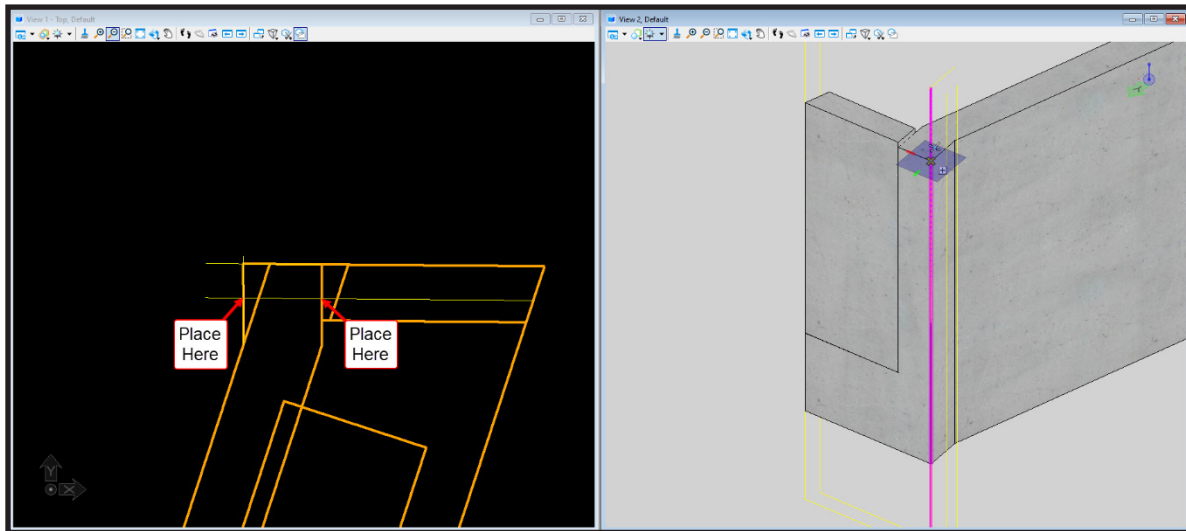 View 1 - Top, Default
View 2, Default
Place
Here
Place
Here
Y
X